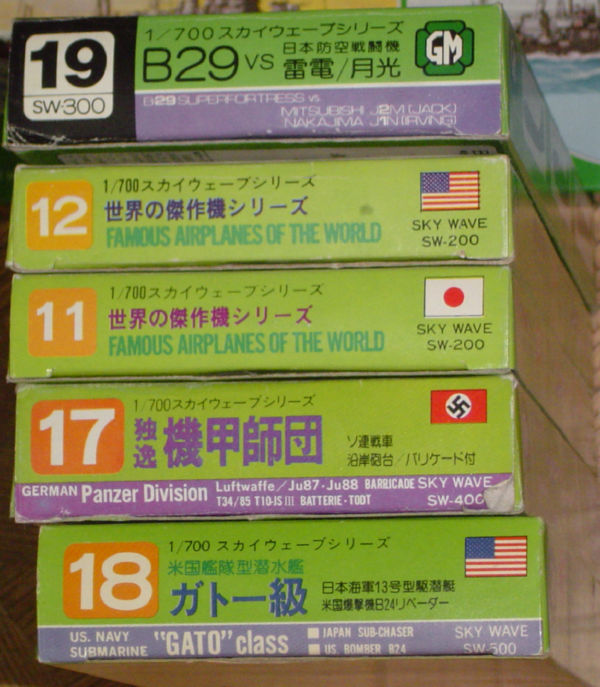 19
SW-300
1/700スカイウェーブシリーズ
B29 VS 日本防空戦闘機
雷電/月光
GM
B29 SUPERFORTRESS vs
MITSUBISHI J2M (JACK)
NAKAJIMA J1N (IRVING)
12
1/700スカイウェーブシリーズ
世界の傑作機シリーズ
FAMOUS AIRPLANES OF THE WORLD
SKY WAVE
SW-200
11
1/700スカイウェーブシリーズ
世界の傑作機シリーズ
FAMOUS AIRPLANES OF THE WORLD
SKY WAVE
SW-200
17
1/700スカイウェーブシリーズ
独逸 機甲師団
ソ連戦車
沿岸砲台/バリケード付
GERMAN Panzer Division
Luftwaffe/Ju87・Ju88 BARRICADE
T34/85 T10-JS III BATTERIE・TODT
SKY WAVE
SW-400
18
1/700 スカイウェーブシリーズ
米国艦隊型潜水艦
ガトー級
日本海軍13号型駆潜艇
米国爆撃機B24リベーダー
U.S. NAVY
SUBMARINE "GATO" class
JAPAN SUB-CHASER
US BOMBER B24
SKY WAVE
SW-500